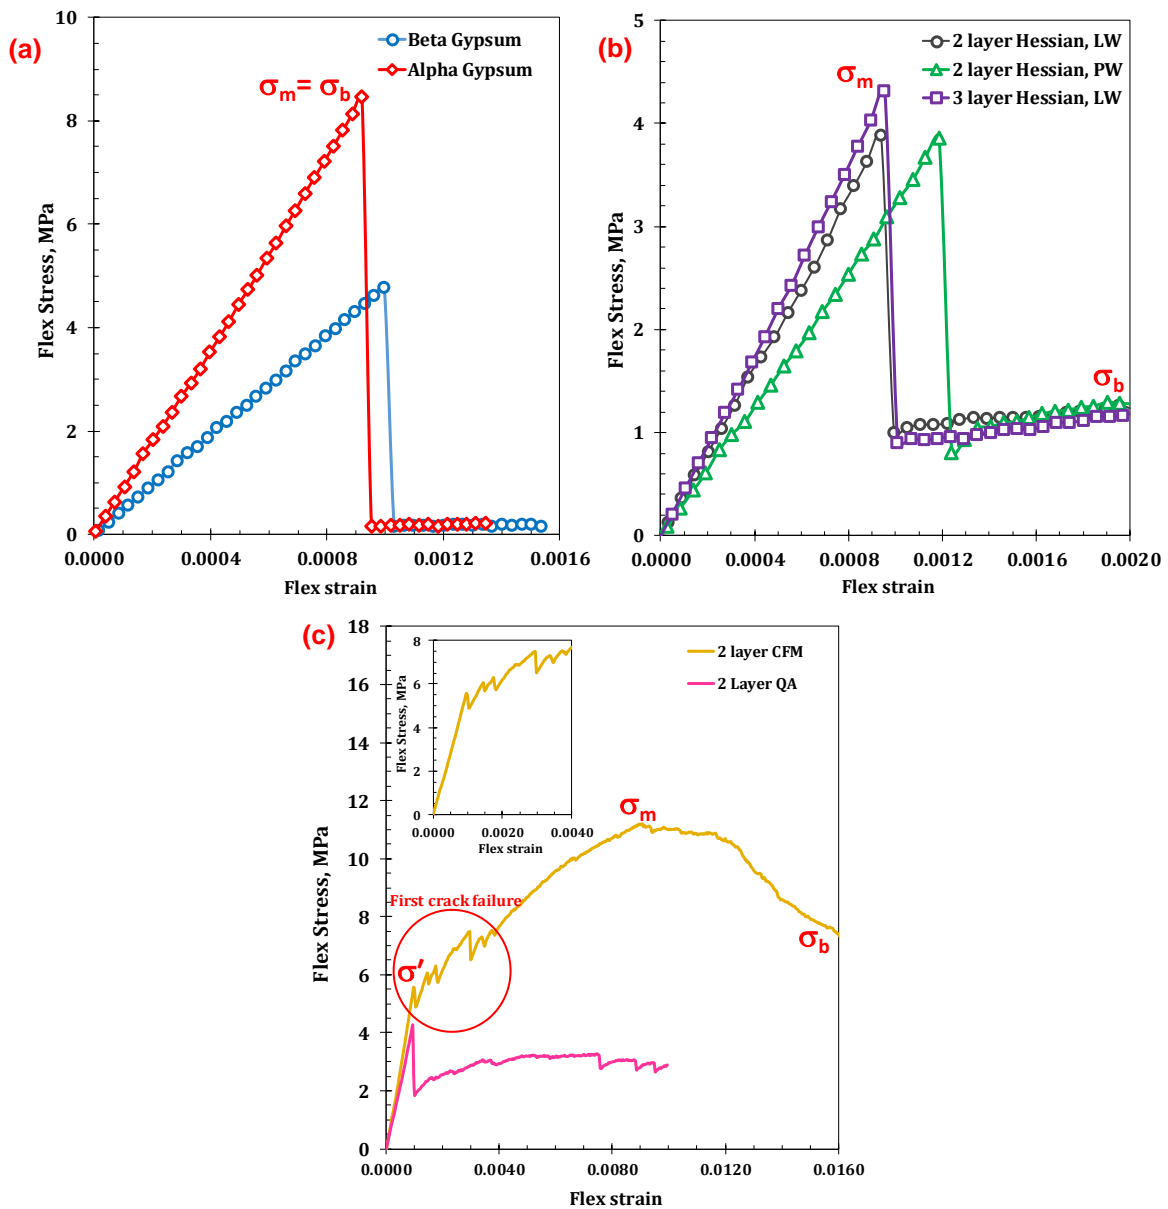 (a)
10
8
6
4
2
0
Flex Stress, MPa
Beta Gypsum
Alpha Gypsum
σm= σb
0.0000 0.0004 0.0008 0.0012 0.0016
Flex strain
(b)
5
4
3
2
1
0
Flex Stress, MPa
2 layer Hessian, LW
2 layer Hessian, PW
3 layer Hessian, LW
σm
σb
0.0000 0.0004 0.0008 0.0012 0.0016 0.0020
Flex strain
(c)
18
16
14
12
10
8
6
4
2
0
Flex Stress, MPa
8
6
4
2
0
Flex Stress, MPa
0.0000 0.0020 0.0040
Flex strain
2 layer CFM
2 Layer QA
σm
First crack failure
σ'
σb
0.0000 0.0040 0.0080 0.0120 0.0160
Flex strain